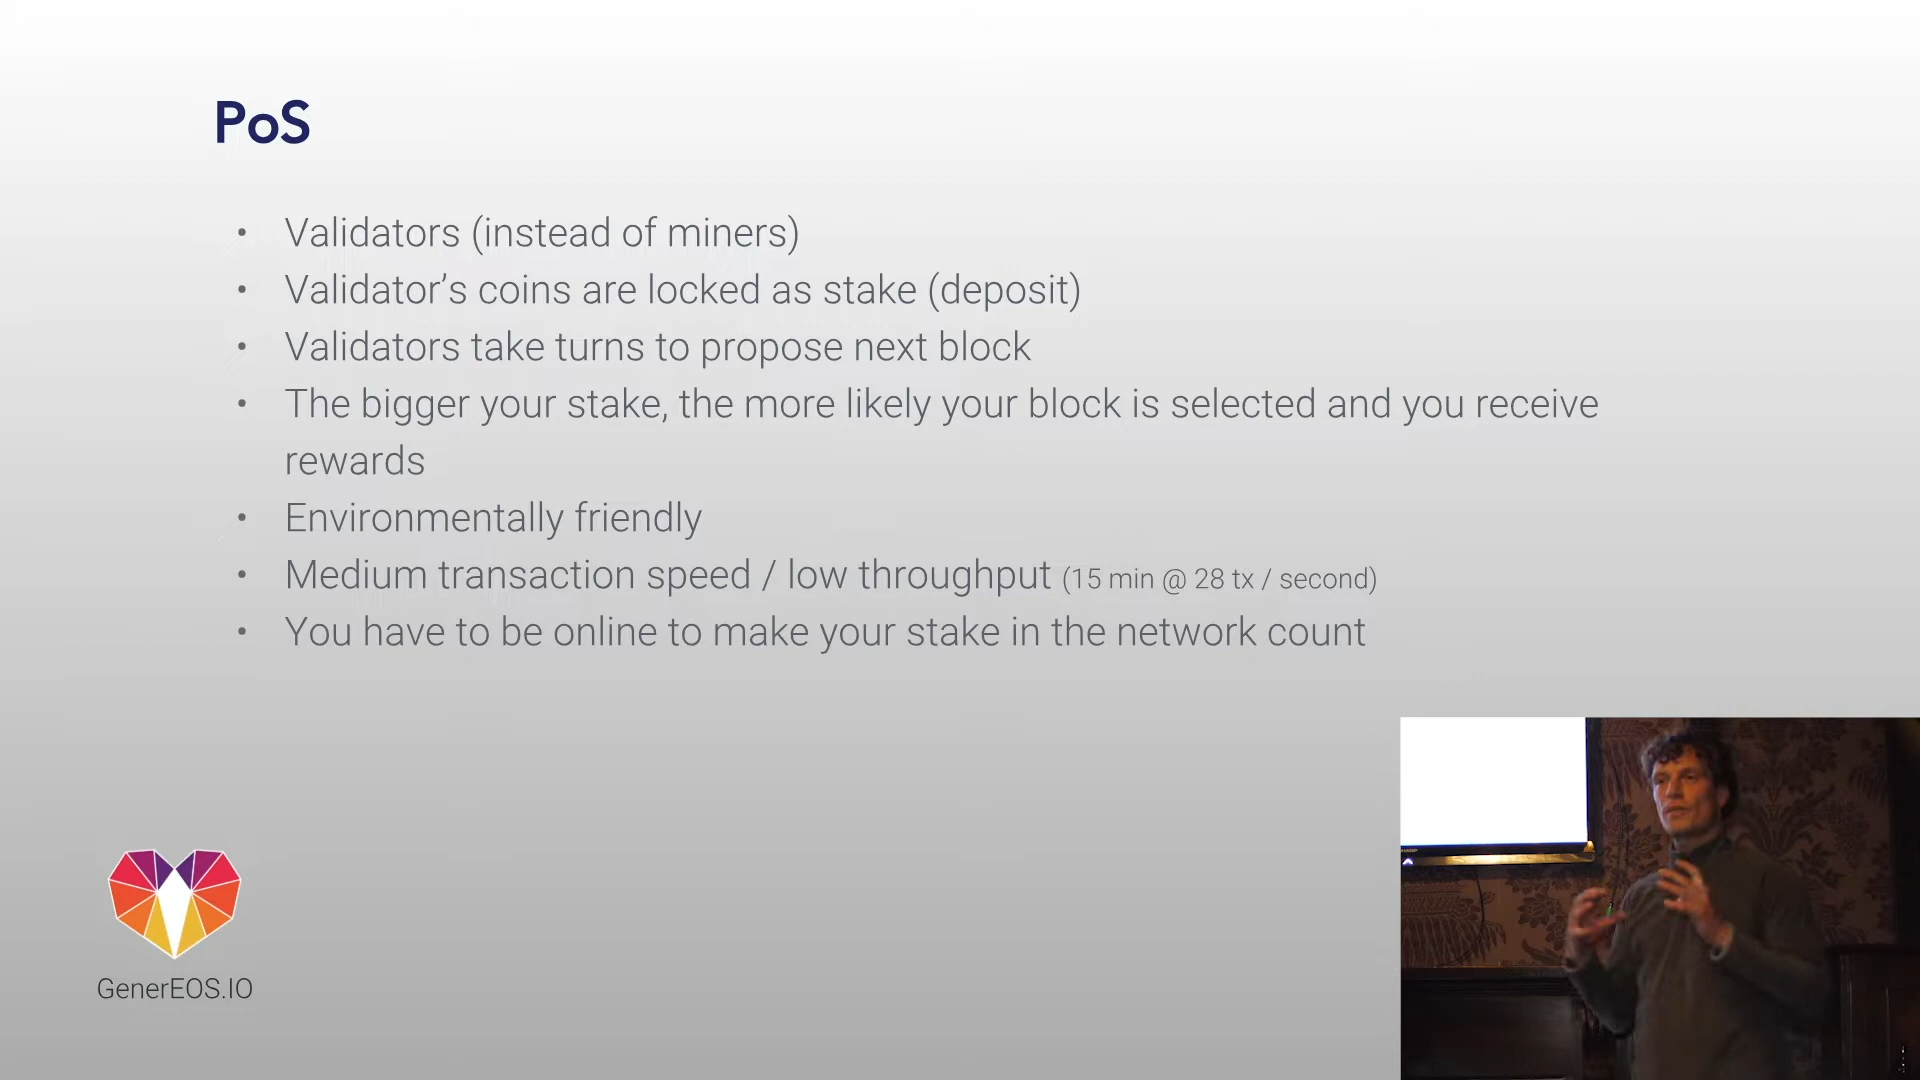 PoS
• Validators (instead of miners)
• Validator’s coins are locked as stake (deposit)
• Validators take turns to propose next block
• The bigger your stake, the more likely your block is selected and you receive
rewards
• Environmentally friendly
• Medium transaction speed / low throughput (15 min @ 28 tx / second)
• You have to be online to make your stake in the network count
GenerEOS.IO